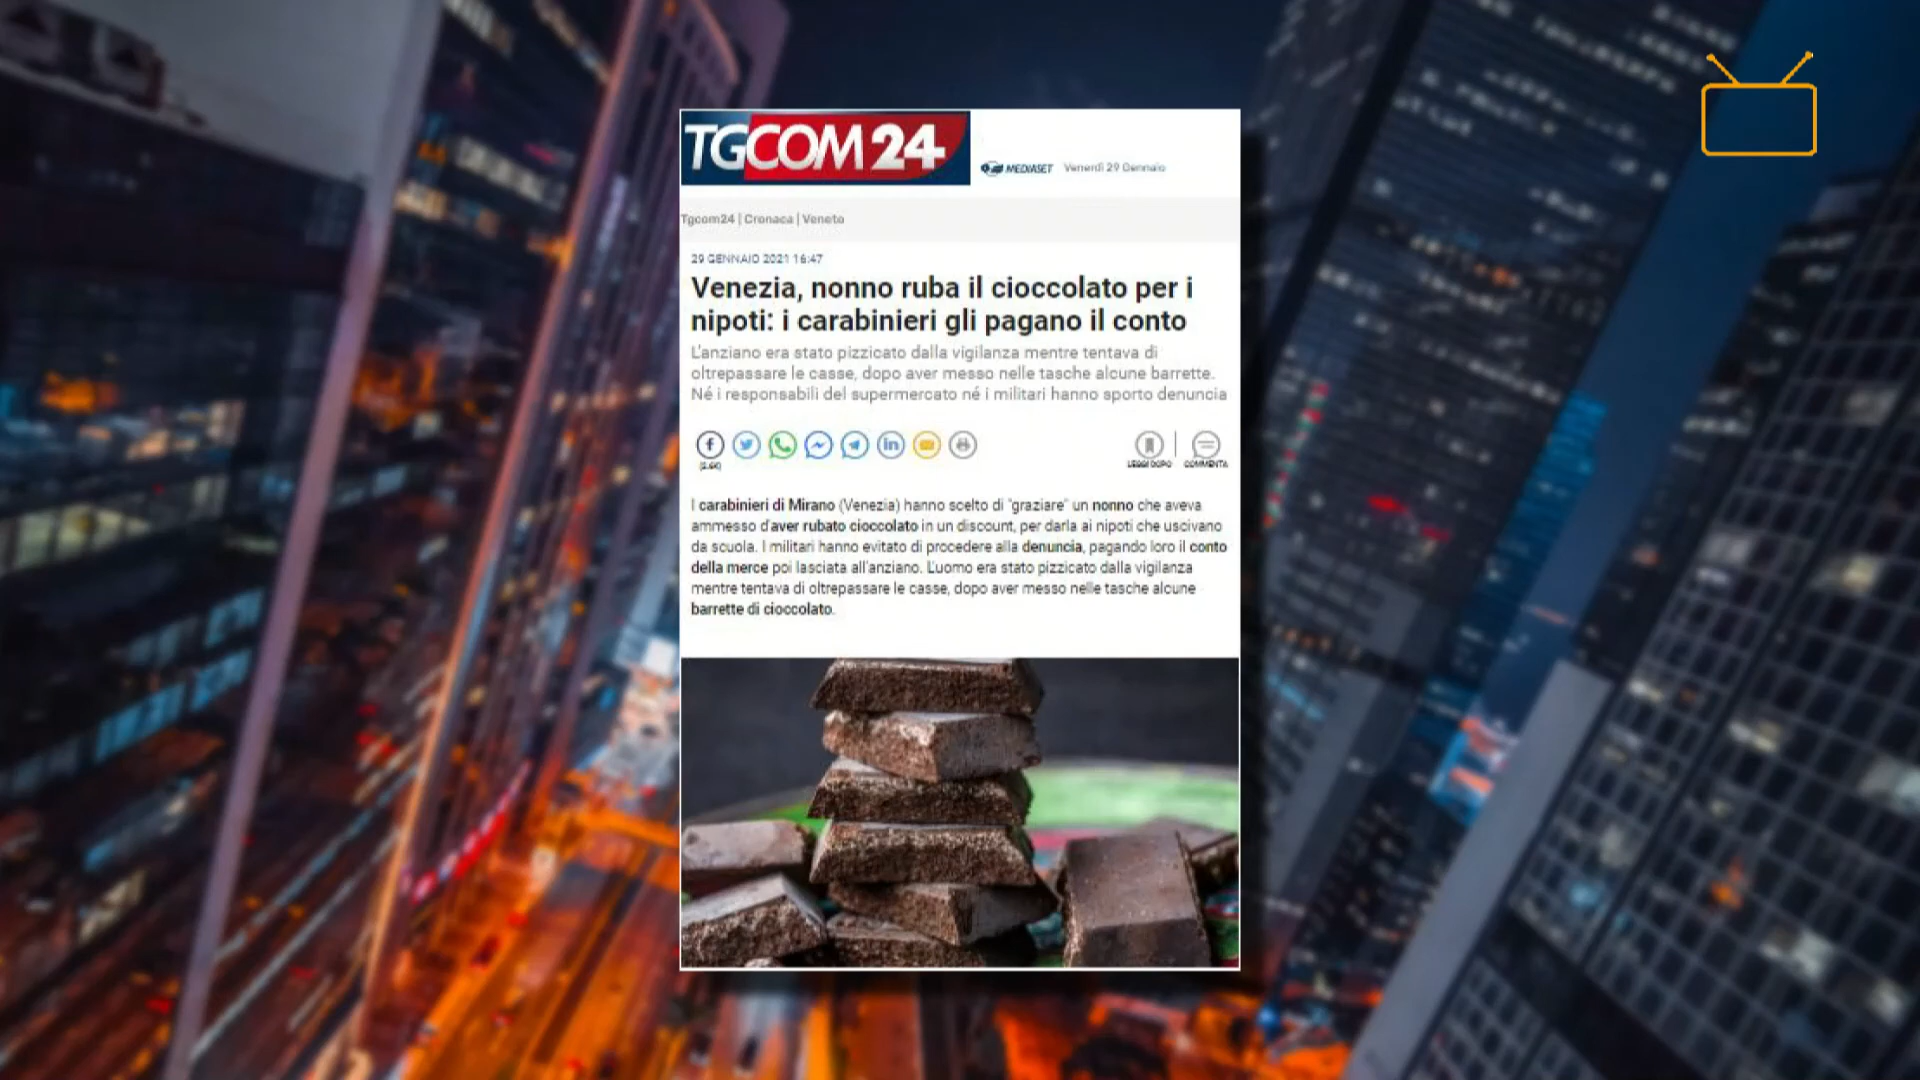 TGCOM24
MEDIASET Venerdì 29 Gennaio
Tgcom24 | Cronaca | Veneto
29 GENNAIO 2021 16:47
Venezia, nonno ruba il cioccolato per i
nipoti: i carabinieri gli pagano il conto
L'anziano era stato pizzicato dalla vigilanza mentre tentava di
oltrepassare le casse, dopo aver messo nelle tasche alcune barrette.
Né i responsabili del supermercato né i militari hanno sporto denuncia
LEGGI DOPO COMMENTA
I carabinieri di Mirano (Venezia) hanno scelto di "graziare" un nonno che aveva
ammesso d'aver rubato cioccolato in un discount, per darla ai nipoti che uscivano
da scuola. I militari hanno evitato di procedere alla denuncia, pagando loro il conto
della merce poi lasciata all'anziano. L'uomo era stato pizzicato dalla vigilanza
mentre tentava di oltrepassare le casse, dopo aver messo nelle tasche alcune
barrette di cioccolato.